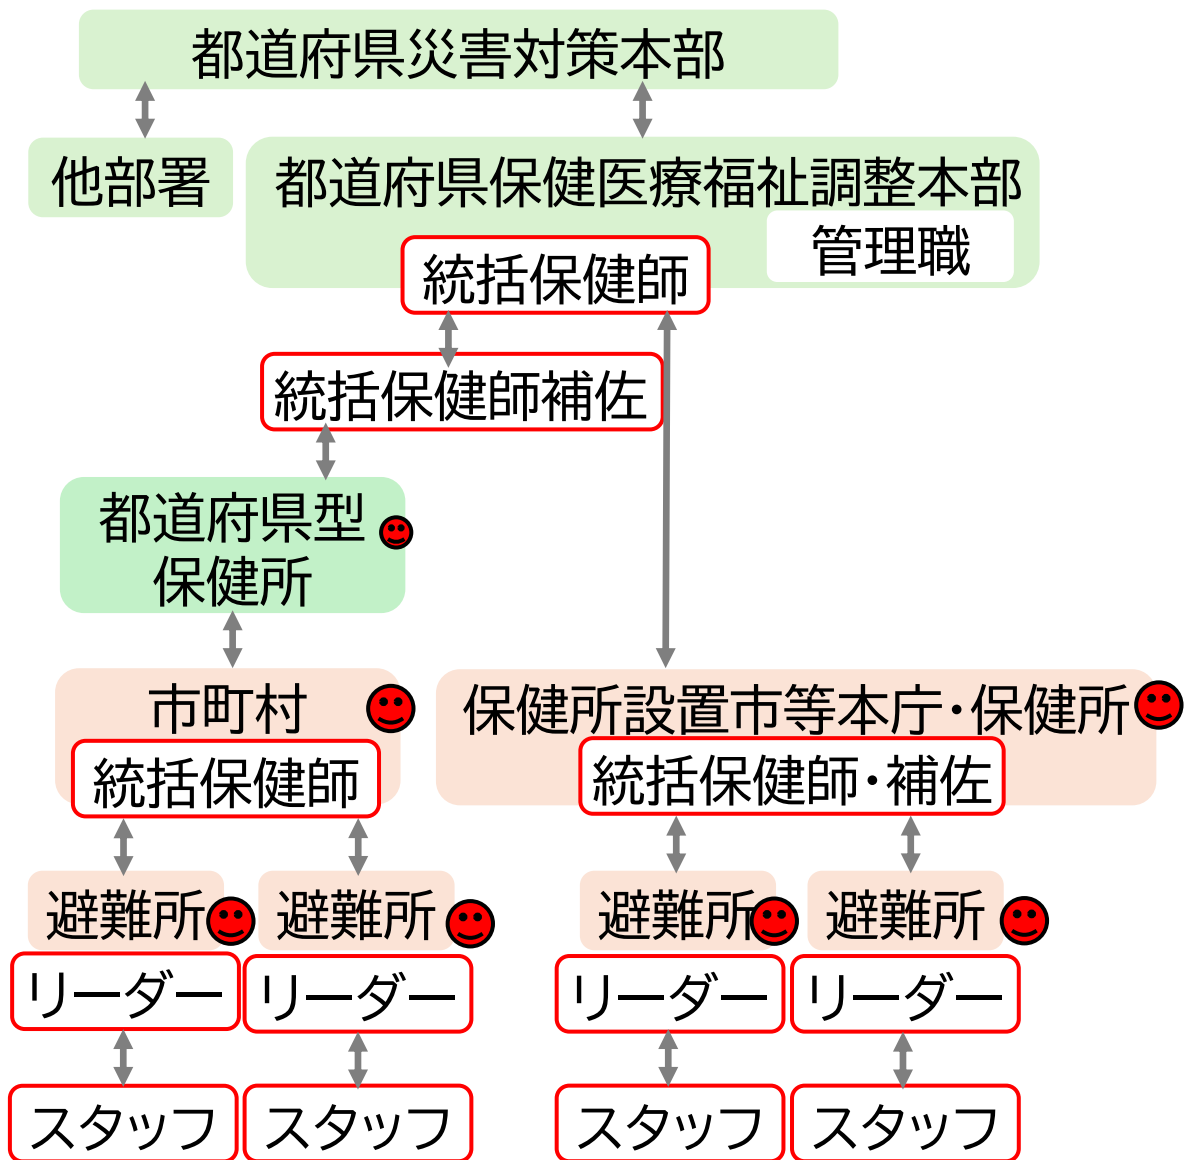 都道府県災害対策本部
他部署
都道府県保健医療福祉調整本部
管理職
統括保健師
統括保健師補佐
都道府県型
保健所
市町村
統括保健師
保健所設置市等本庁・保健所
統括保健師・補佐
避難所
避難所
避難所
避難所
リーダー
リーダー
リーダー
リーダー
スタッフ
スタッフ
スタッフ
スタッフ